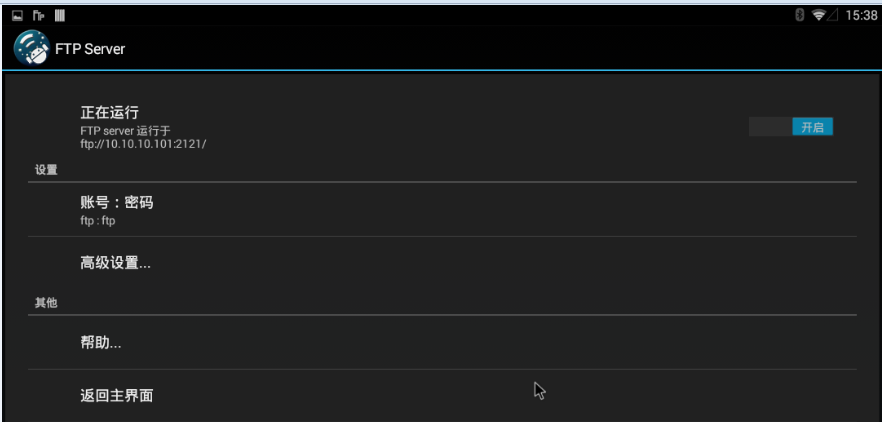 15:38
FTP Server
正在运行
FTP server 运行于
ftp://10.10.10.101:2121/
开启
设置
账号：密码
ftp : ftp
高级设置...
其他
帮助...
返回主界面